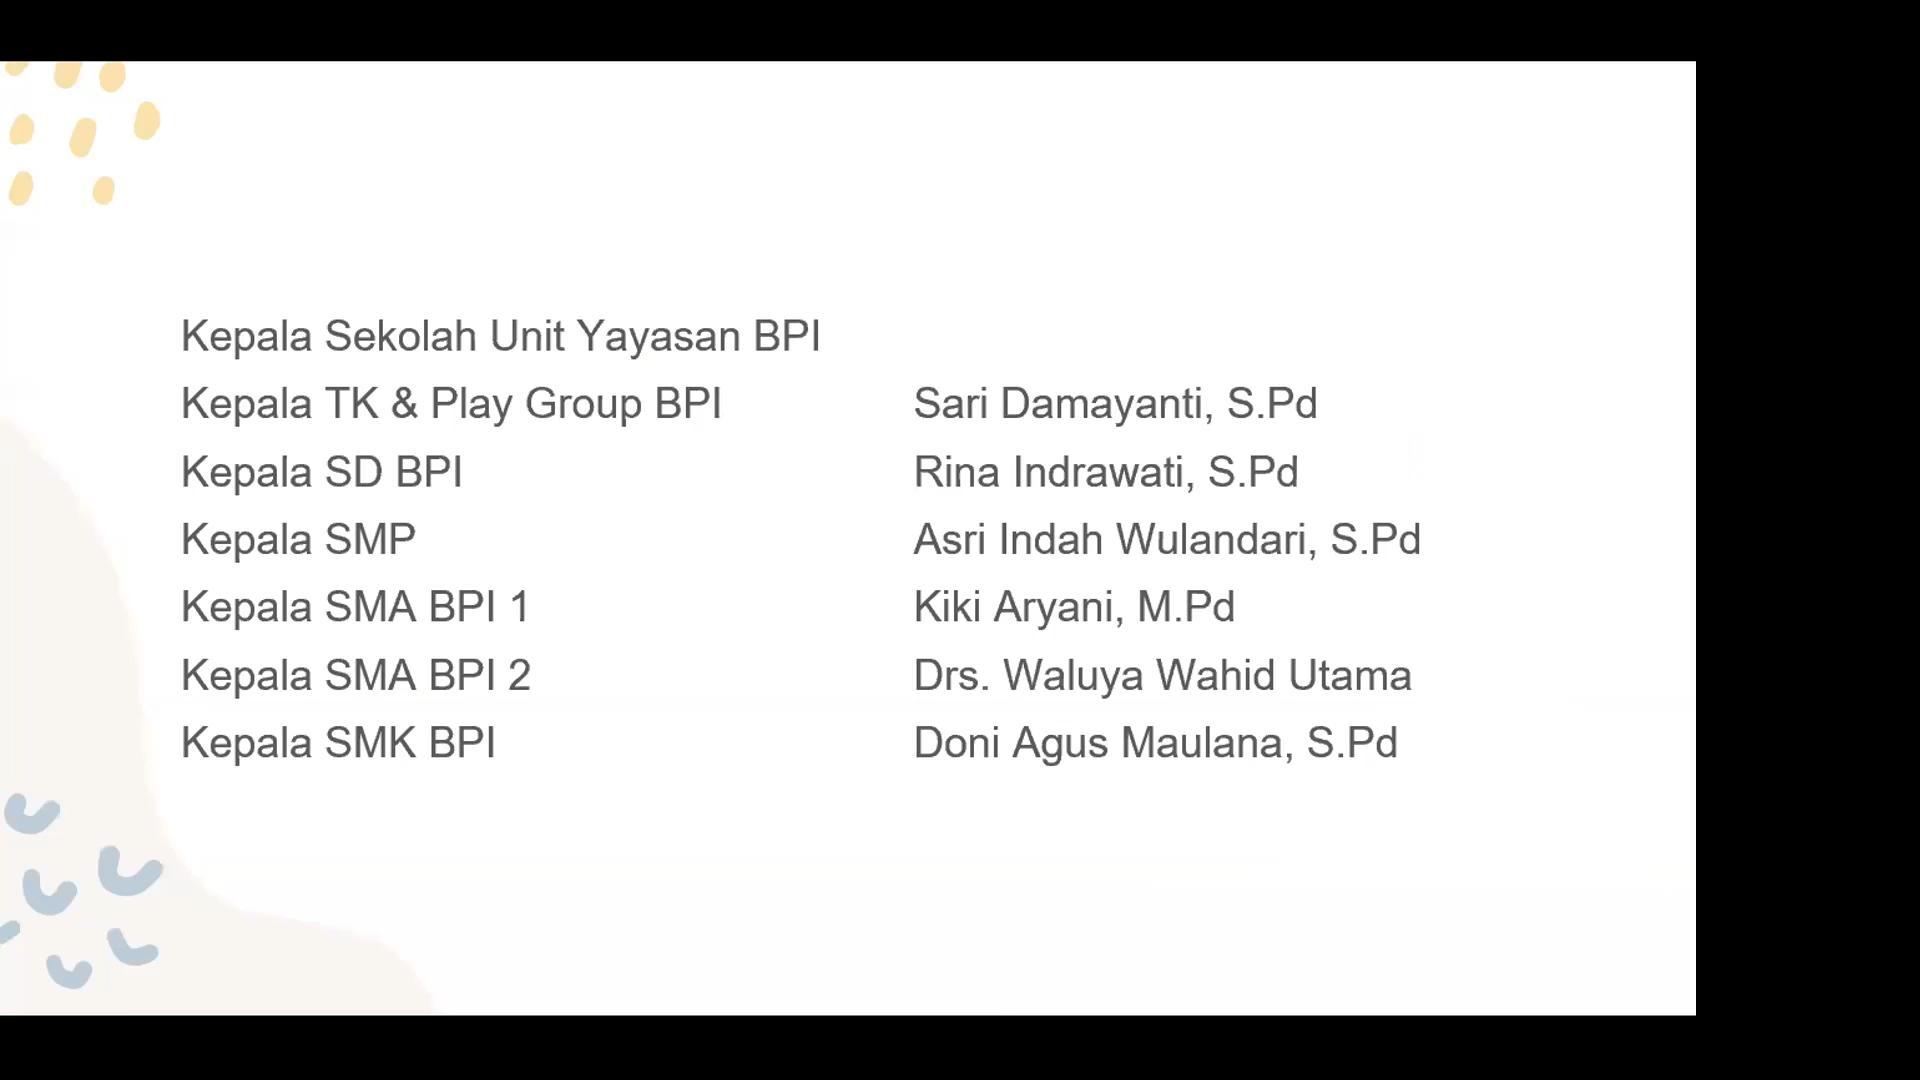 Kepala Sekolah Unit Yayasan BPI
Kepala TK & Play Group BPI Sari Damayanti, S.Pd
Kepala SD BPI Rina Indrawati, S.Pd
Kepala SMP Asri Indah Wulandari, S.Pd
Kepala SMA BPI 1 Kiki Aryani, M.Pd
Kepala SMA BPI 2 Drs. Waluya Wahid Utama
Kepala SMK BPI Doni Agus Maulana, S.Pd